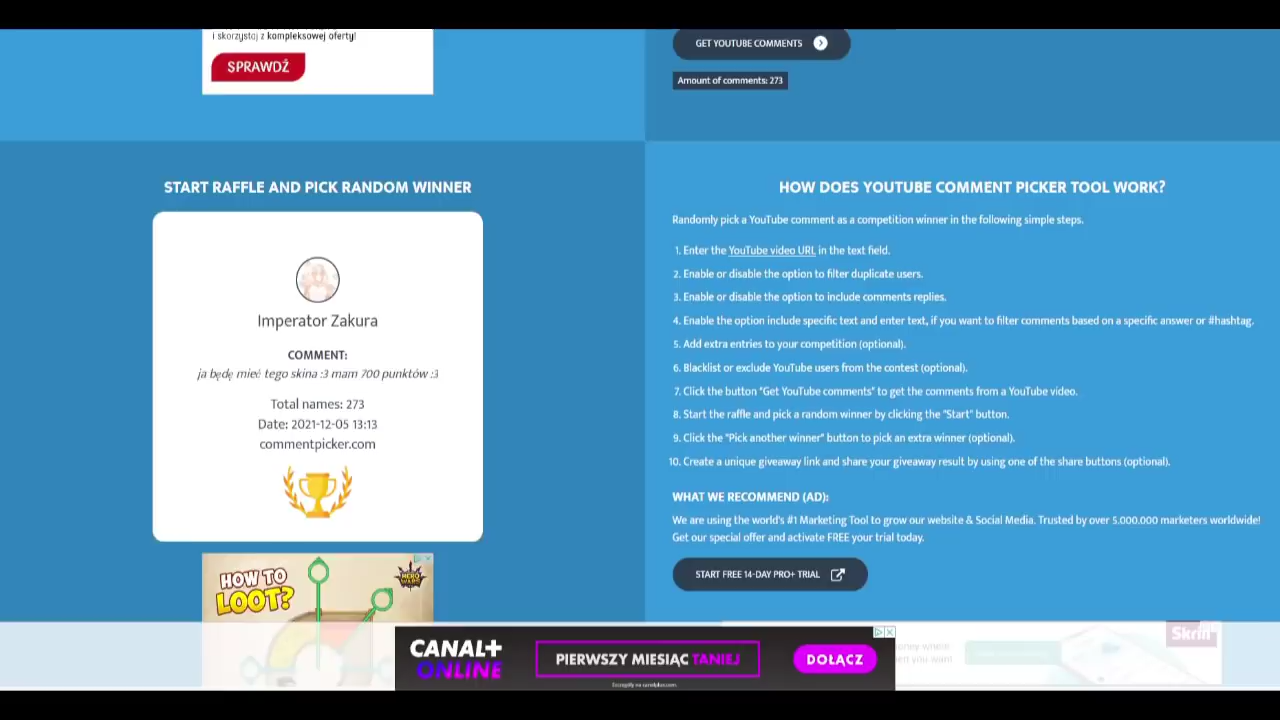 i skorzystaj z kompleksowej oferty!
SPRAWDŹ
GET YOUTUBE COMMENTS
Amount of comments: 273
START RAFFLE AND PICK RANDOM WINNER
Imperator Zakura
COMMENT:
ja będę mieć tego skina :3 mam 700 punktów :3
Total names: 273
Date: 2021-12-05 13:13
commentpicker.com
HOW DOES YOUTUBE COMMENT PICKER TOOL WORK?
Randomly pick a YouTube comment as a competition winner in the following simple steps.
1. Enter the YouTube video URL in the text field.
2. Enable or disable the option to filter duplicate users.
3. Enable or disable the option to include comments replies.
4. Enable the option include specific text and enter text, if you want to filter comments based on a specific answer or #hashtag.
5. Add extra entries to your competition (optional).
6. Blacklist or exclude YouTube users from the contest (optional).
7. Click the button "Get YouTube comments" to get the comments from a YouTube video.
8. Start the raffle and pick a random winner by clicking the "Start" button.
9. Click the "Pick another winner" button to pick an extra winner (optional).
10. Create a unique giveaway link and share your giveaway result by using one of the share buttons (optional).
WHAT WE RECOMMEND (AD):
We are using the world's #1 Marketing Tool to grow our website & Social Media. Trusted by over 5.000.000 marketers worldwide!
Get our special offer and activate FREE your trial today.
START FREE 14-DAY PRO+ TRIAL
HOW TO
LOOT?
HERO
WARS
CANAL+
ONLINE
PIERWSZY MIESIĄC TANIEJ
DOŁĄCZ
Szczegóły na canalplus.com
Skrill
oney when
en you want